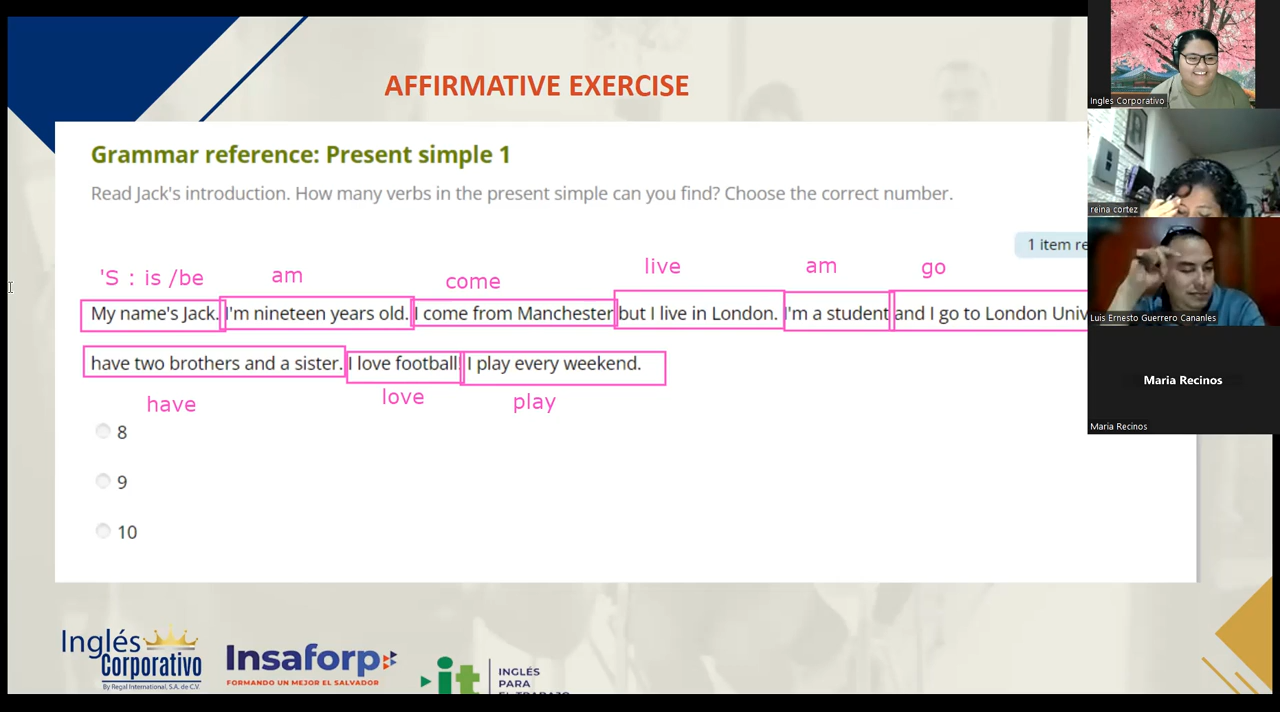 AFFIRMATIVE EXERCISE
Grammar reference: Present simple 1
Read Jack's introduction. How many verbs in the present simple can you find? Choose the correct number.
1 item re
'S : is /be am come live am go
My name's Jack. I'm nineteen years old. I come from Manchester but I live in London. I'm a student and I go to London Univ
have two brothers and a sister. I love football! I play every weekend.
have love play
8
9
10
Inglés
Corporativo
By Regal International, S.A. de C.V.
Insaforp
FORMANDO UN MEJOR EL SALVADOR
it
INGLÉS
PARA
EL TRABAJO
Ingles Corporativo
reina cortez
Luis Ernesto Guerrero Cananles
Maria Recinos
Maria Recinos